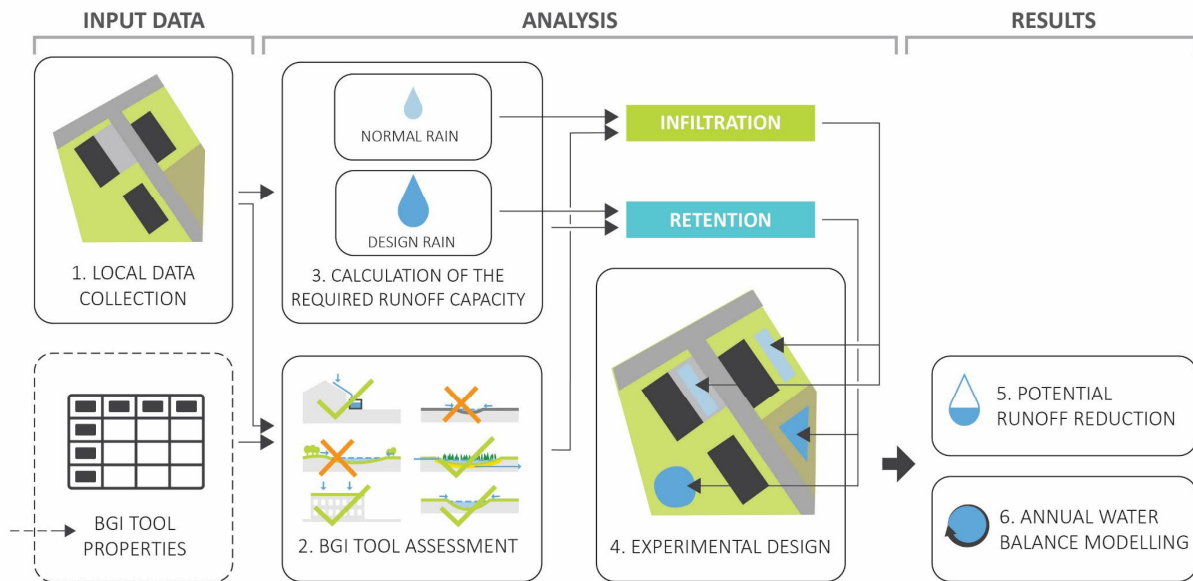 INPUT DATA
ANALYSIS
RESULTS
1. LOCAL DATA
COLLECTION
NORMAL RAIN
DESIGN RAIN
3. CALCULATION OF THE
REQUIRED RUNOFF CAPACITY
INFILTRATION
RETENTION
BGI TOOL
PROPERTIES
2. BGI TOOL ASSESSMENT
4. EXPERIMENTAL DESIGN
5. POTENTIAL
RUNOFF REDUCTION
6. ANNUAL WATER
BALANCE MODELLING